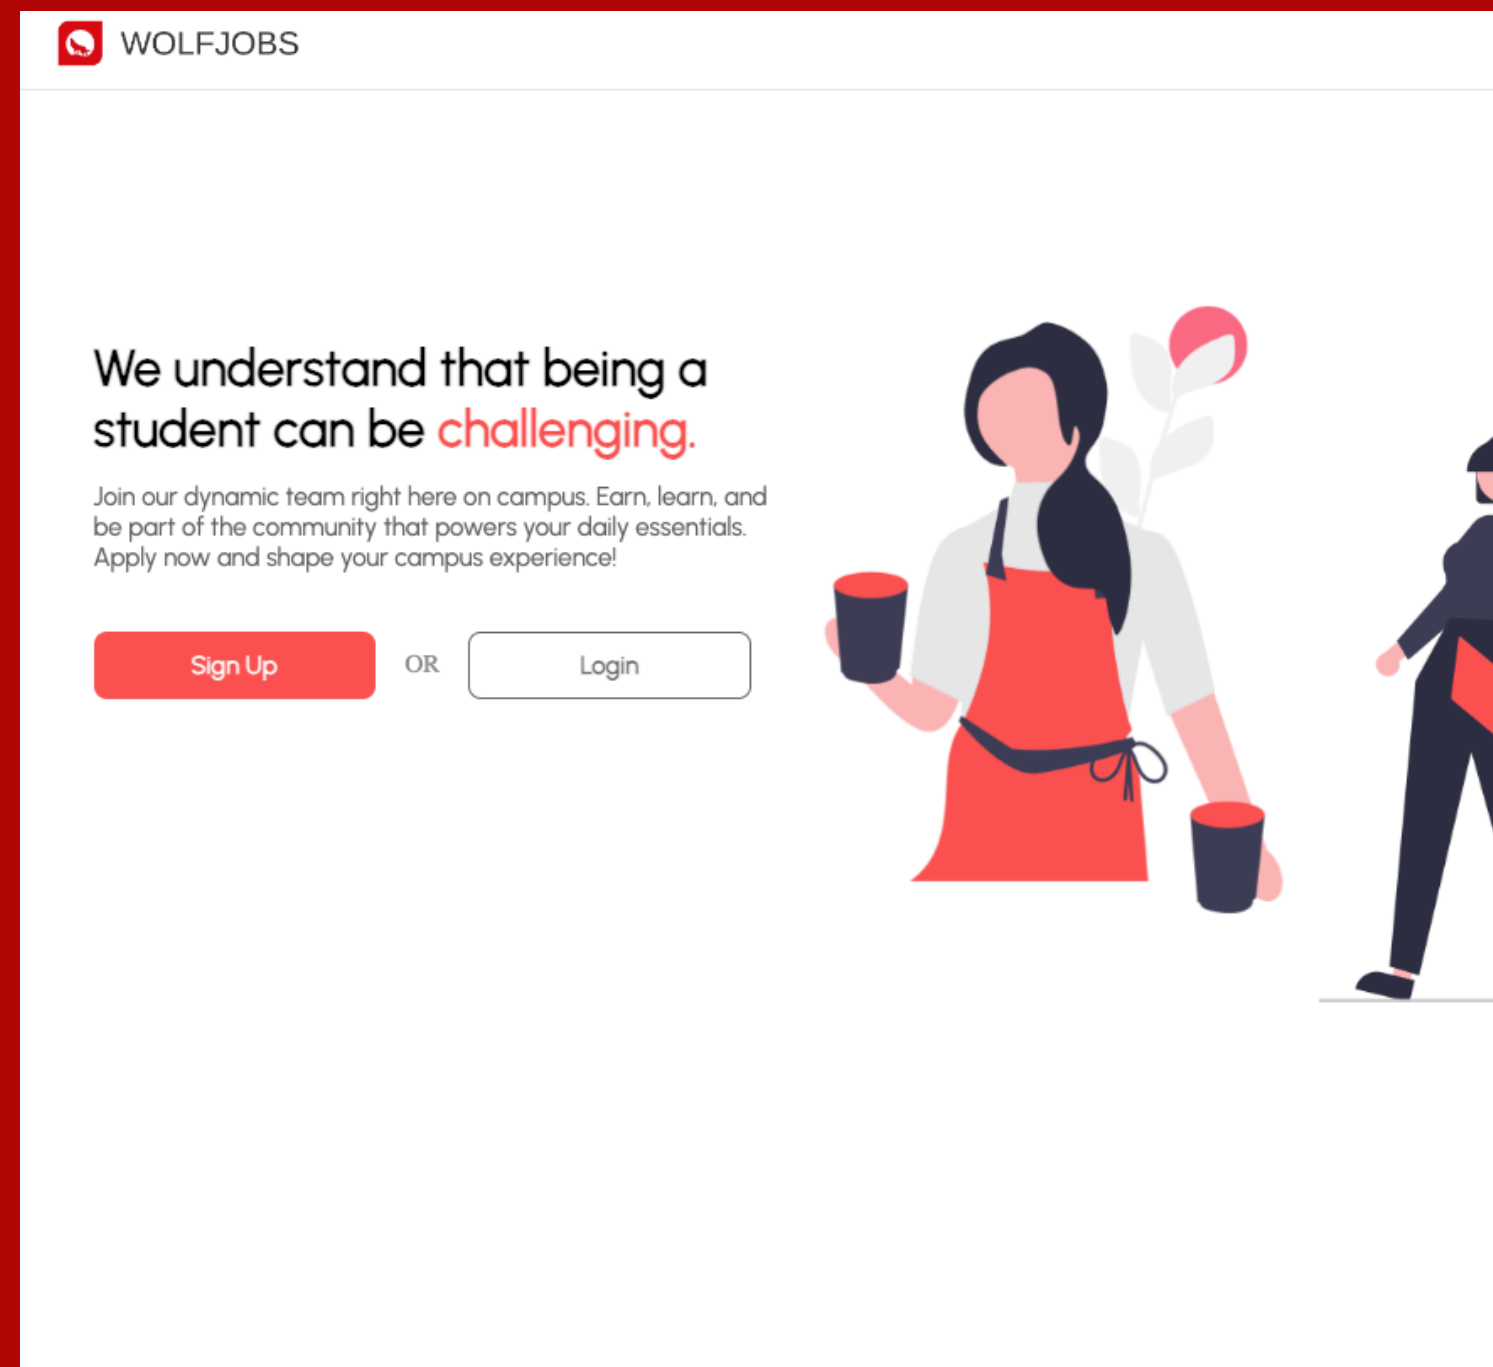 WOLFJOBS
We understand that being a
student can be challenging.
Join our dynamic team right here on campus. Earn, learn, and
be part of the community that powers your daily essentials.
Apply now and shape your campus experience!
Sign Up OR Login